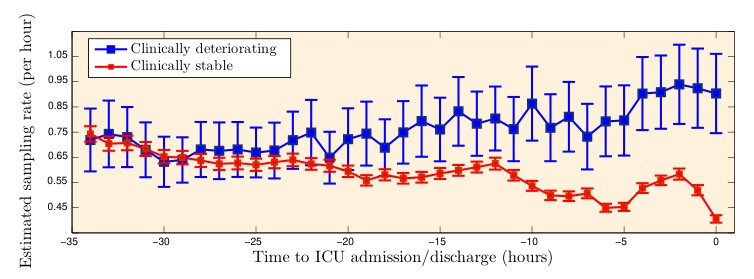 Estimated sampling rate (per hour)
1.05
0.95
0.85
0.75
0.65
0.55
0.45
Clinically deteriorating
Clinically stable
−35 −30 −25 −20 −15 −10 −5 0
Time to ICU admission/discharge (hours)